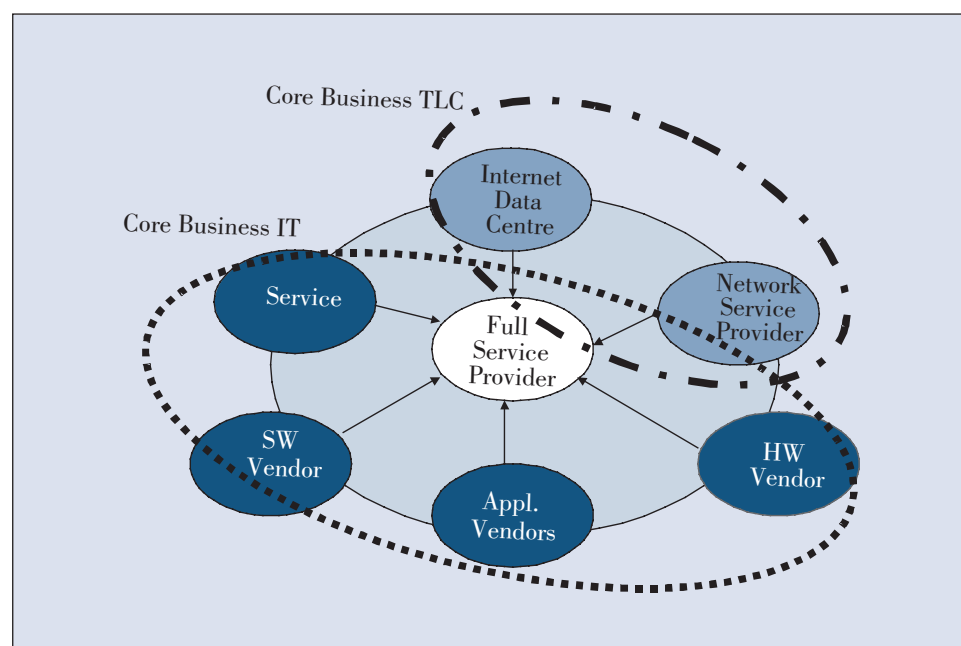 Core Business TLC
Internet
Data
Centre
Core Business IT
Service
Network
Service
Provider
Full
Service
Provider
SW
Vendor
HW
Vendor
Appl.
Vendors